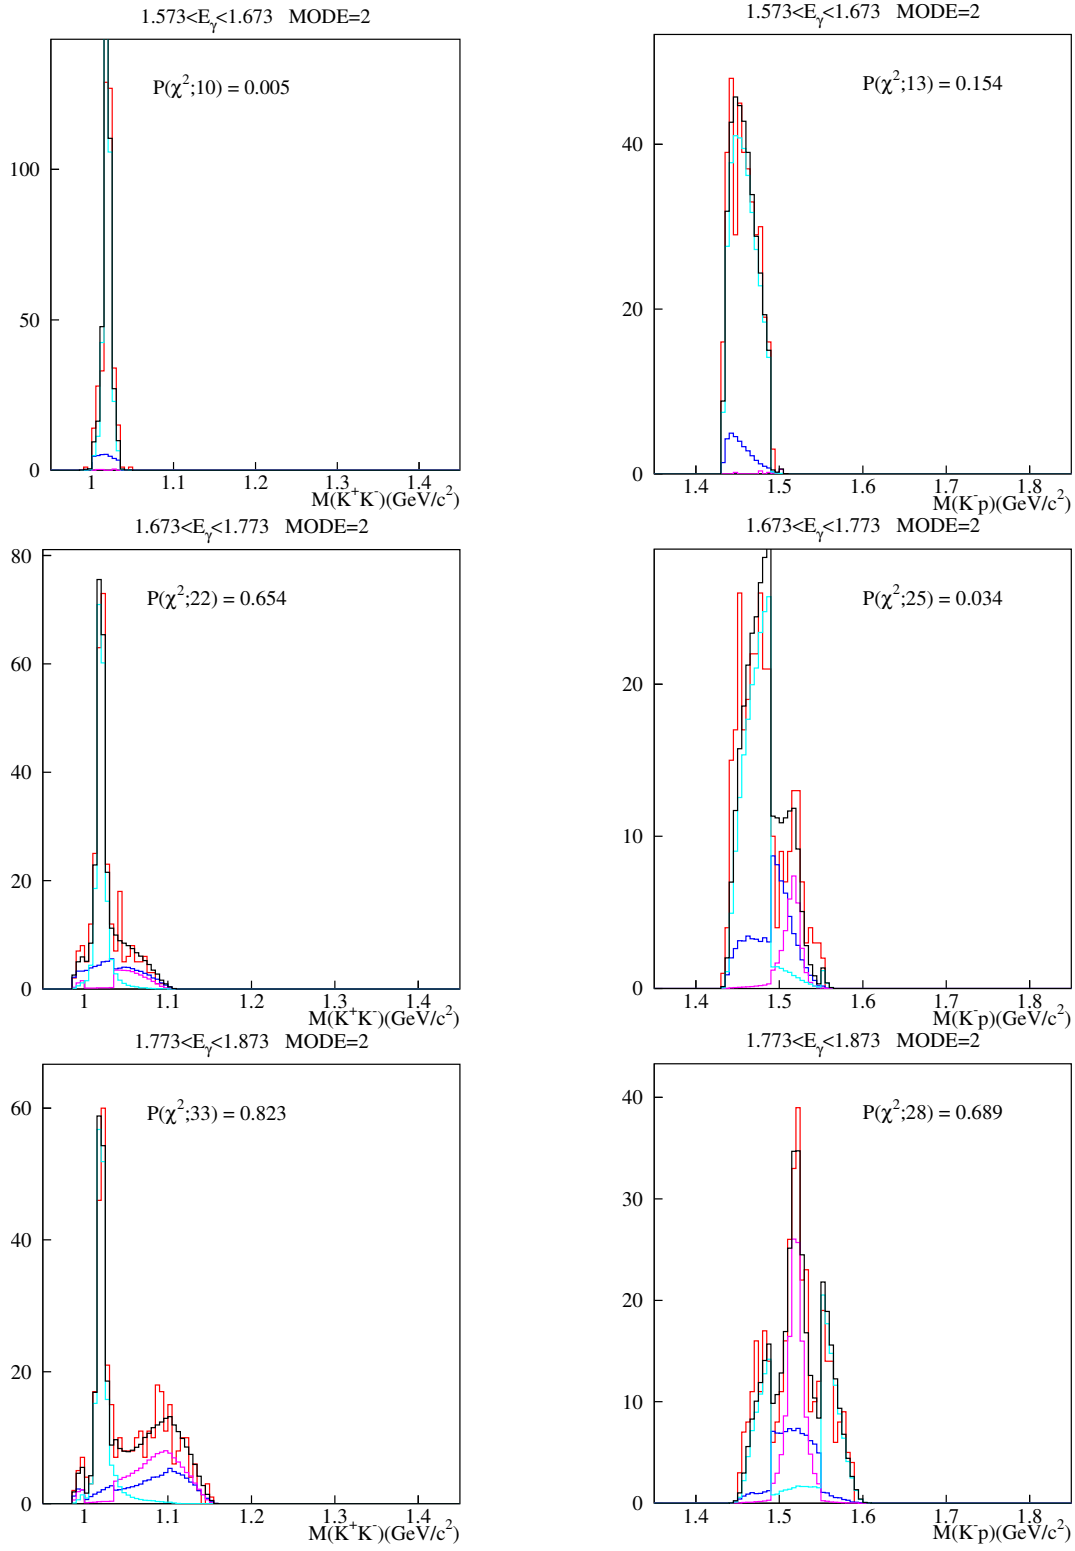 1.573<Eγ<1.673 MODE=2
P(χ²;10) = 0.005
100
50
0
1 1.1 1.2 1.3 1.4
M(K⁺K⁻)(GeV/c²)
1.573<Eγ<1.673 MODE=2
P(χ²;13) = 0.154
40
20
0
1.4 1.5 1.6 1.7 1.8
M(K⁻p)(GeV/c²)
1.673<Eγ<1.773 MODE=2
80
P(χ²;22) = 0.654
60
40
20
0
1 1.1 1.2 1.3 1.4
M(K⁺K⁻)(GeV/c²)
1.673<Eγ<1.773 MODE=2
P(χ²;25) = 0.034
20
10
0
1.4 1.5 1.6 1.7 1.8
M(K⁻p)(GeV/c²)
1.773<Eγ<1.873 MODE=2
P(χ²;33) = 0.823
60
40
20
0
1 1.1 1.2 1.3 1.4
M(K⁺K⁻)(GeV/c²)
1.773<Eγ<1.873 MODE=2
P(χ²;28) = 0.689
40
30
20
10
0
1.4 1.5 1.6 1.7 1.8
M(K⁻p)(GeV/c²)